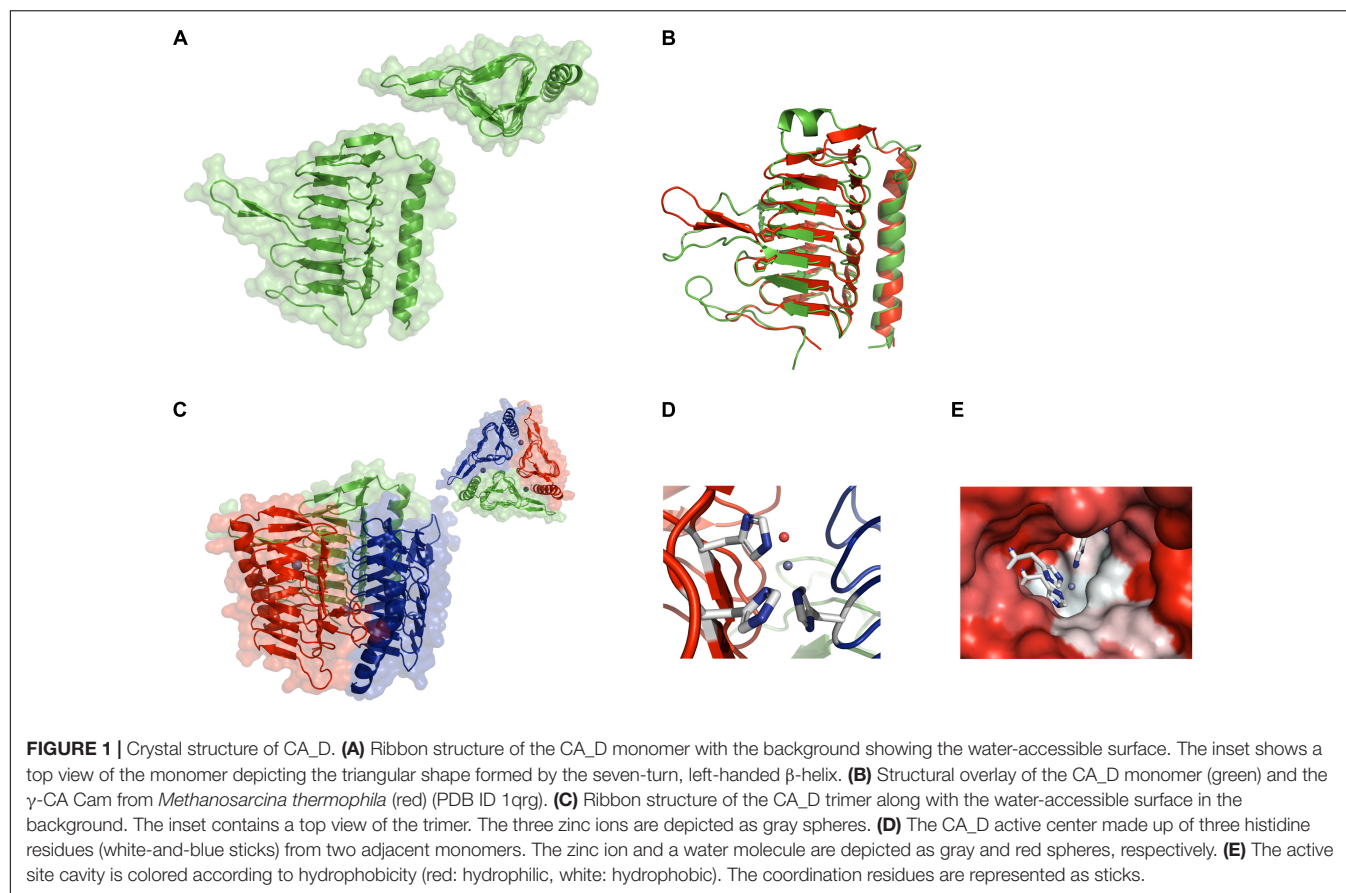 A
B
C
D
E
FIGURE 1 | Crystal structure of CA_D. (A) Ribbon structure of the CA_D monomer with the background showing the water-accessible surface. The inset shows a
top view of the monomer depicting the triangular shape formed by the seven-turn, left-handed β-helix. (B) Structural overlay of the CA_D monomer (green) and the
γ-CA Cam from Methanosarcina thermophila (red) (PDB ID 1qrg). (C) Ribbon structure of the CA_D trimer along with the water-accessible surface in the
background. The inset contains a top view of the trimer. The three zinc ions are depicted as gray spheres. (D) The CA_D active center made up of three histidine
residues (white-and-blue sticks) from two adjacent monomers. The zinc ion and a water molecule are depicted as gray and red spheres, respectively. (E) The active
site cavity is colored according to hydrophobicity (red: hydrophilic, white: hydrophobic). The coordination residues are represented as sticks.